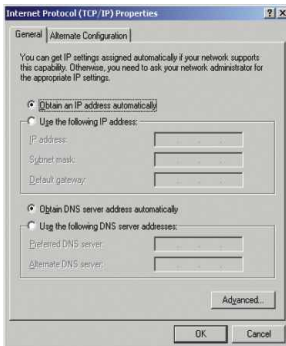 Internet Protocol (TCP/IP) Properties
General
Alternate Configuration
You can get IP settings assigned automatically if your network supports
this capability. Otherwise, you need to ask your network administrator for
the appropriate IP settings.
Obtain an IP address automatically
Use the following IP address:
IP address:
Subnet mask:
Default gateway:
Obtain DNS server address automatically
Use the following DNS server addresses:
Preferred DNS server:
Alternate DNS server:
Advanced...
OK
Cancel